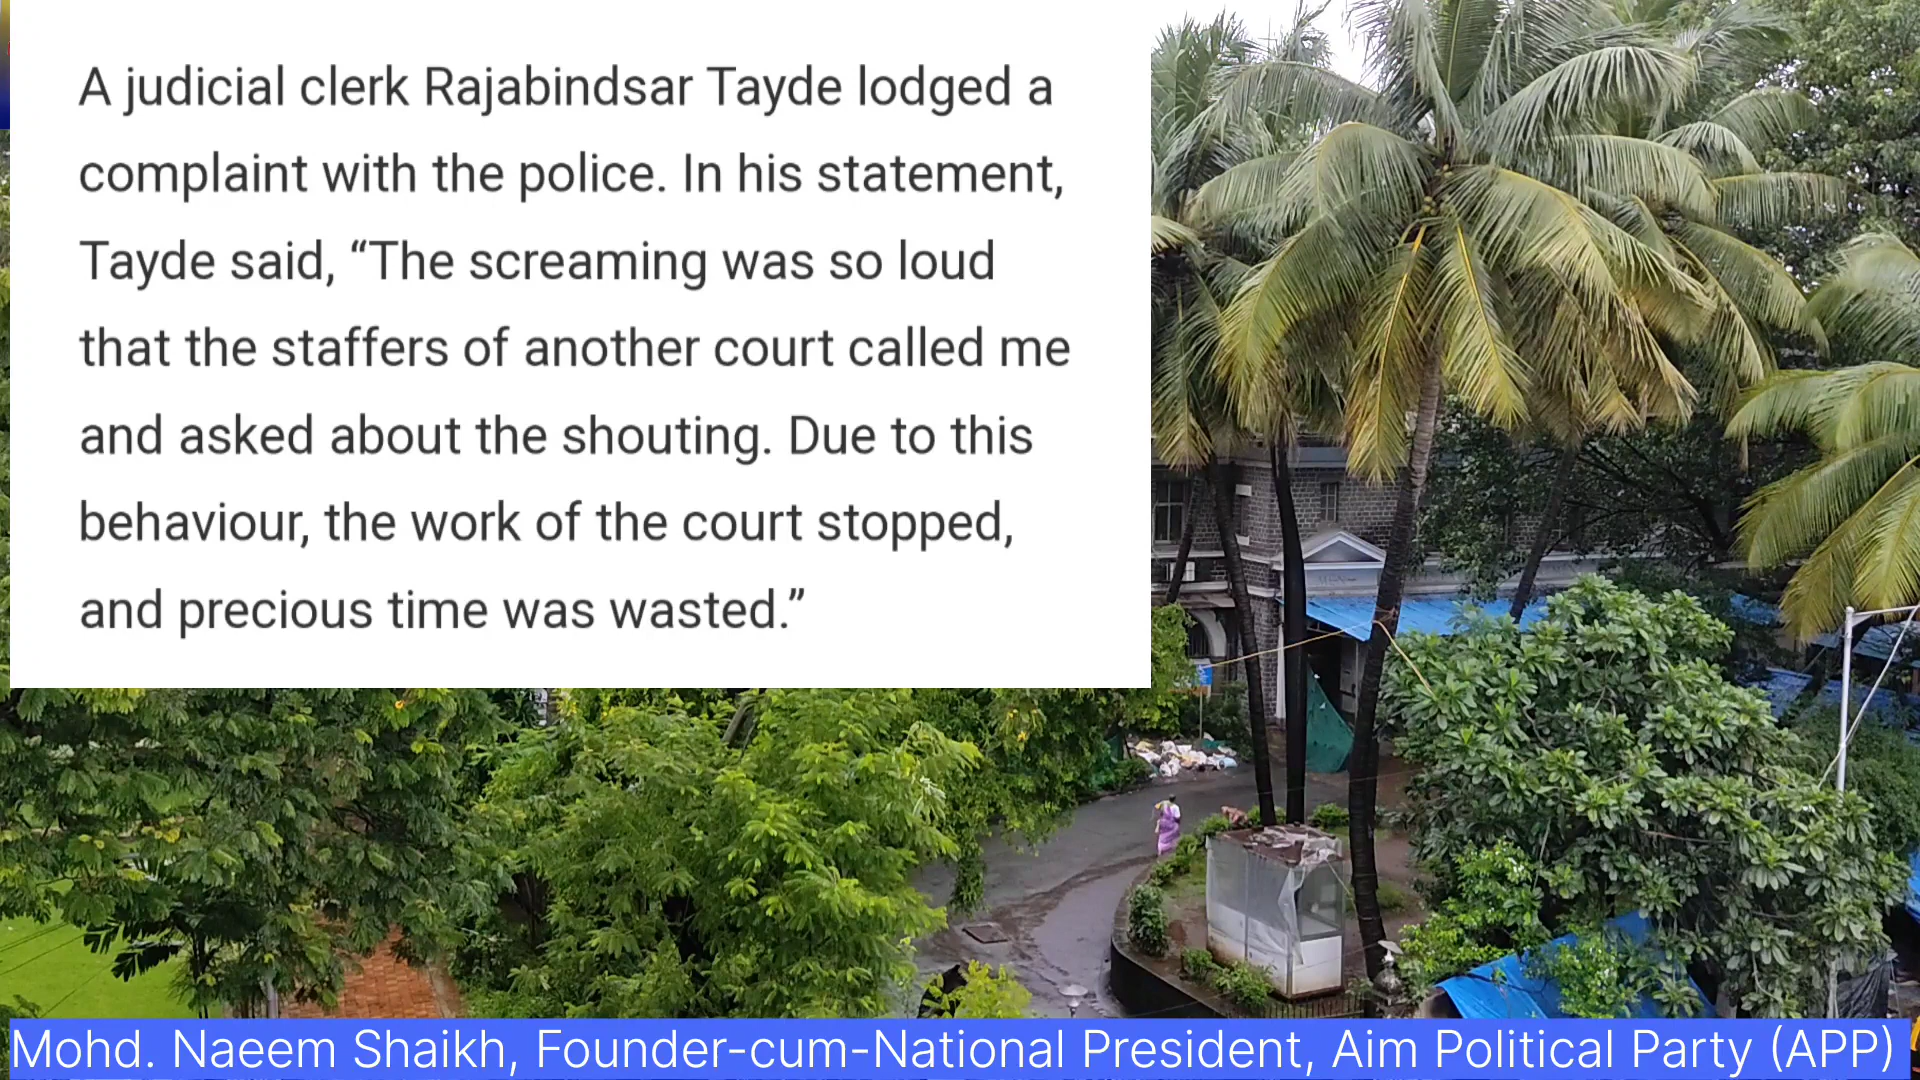 A judicial clerk Rajabindsar Tayde lodged a
complaint with the police. In his statement,
Tayde said, “The screaming was so loud
that the staffers of another court called me
and asked about the shouting. Due to this
behaviour, the work of the court stopped,
and precious time was wasted.”
Mohd. Naeem Shaikh, Founder-cum-National President, Aim Political Party (APP)